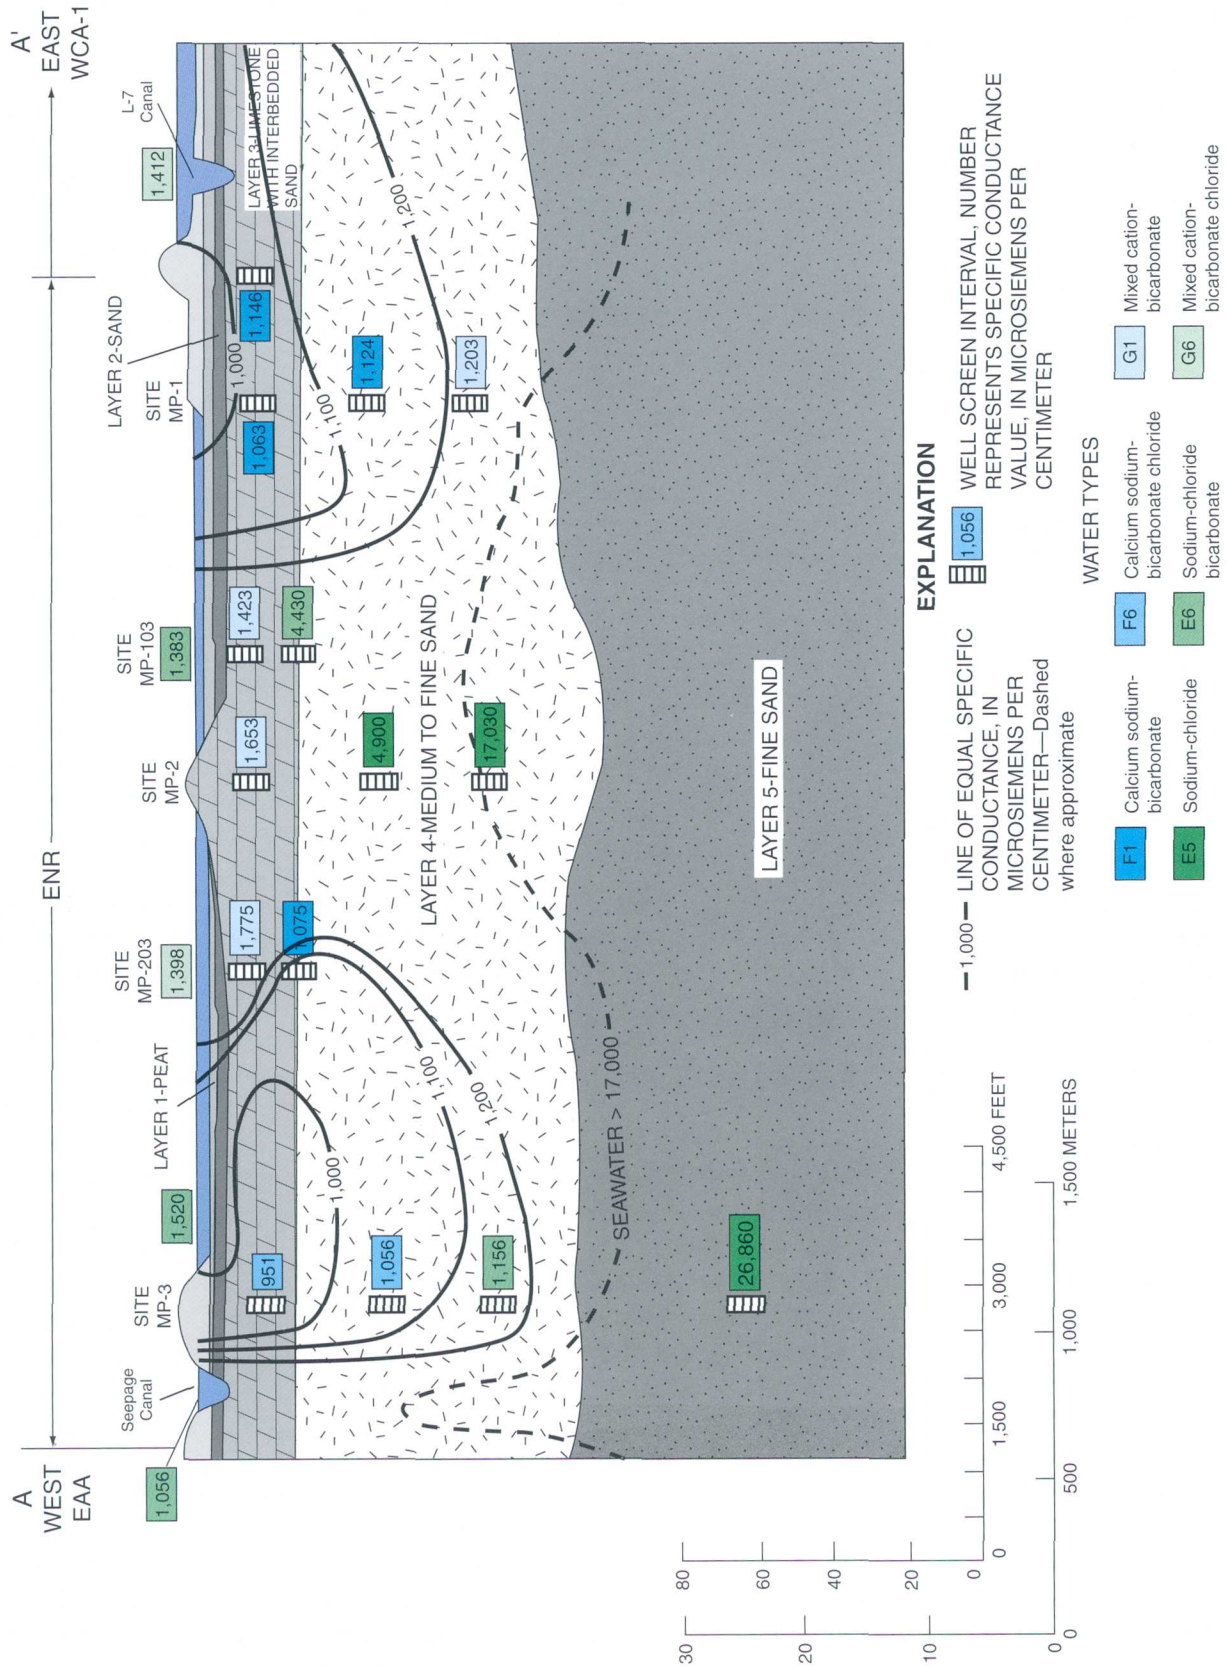 A
WEST
EAA
A'
EAST
WCA-1
ENR
1,056
Seepage
Canal
SITE
MP-3
1,520
LAYER 1-PEAT
SITE
MP-203
1,398
SITE
MP-2
SITE
MP-103
1,383
LAYER 2-SAND
SITE
MP-1
1,412
L-7
Canal
951
1,056
1,156
26,860
1,000
1,100
1,200
1,775
1,075
1,653
4,900
17,030
1,423
4,430
1,063
1,146
1,124
1,203
1,000
1,100
1,200
LAYER 3-LIMESTONE
WITH INTERBEDDED
SAND
LAYER 4-MEDIUM TO FINE SAND
SEAWATER > 17,000
LAYER 5-FINE SAND
80
60
40
20
0
30
20
10
0
0
1,500
3,000
4,500 FEET
0
500
1,000
1,500 METERS
EXPLANATION
1,000
LINE OF EQUAL SPECIFIC
CONDUCTANCE, IN
MICROSIEMENS PER
CENTIMETER—Dashed
where approximate
1,056
WELL SCREEN INTERVAL, NUMBER
REPRESENTS SPECIFIC CONDUCTANCE
VALUE, IN MICROSIEMENS PER
CENTIMETER
WATER TYPES
F1
Calcium sodium-
bicarbonate
F6
Calcium sodium-
bicarbonate chloride
G1
Mixed cation-
bicarbonate
E5
Sodium-chloride
E6
Sodium-chloride
G6
Mixed cation-
bicarbonate chloride